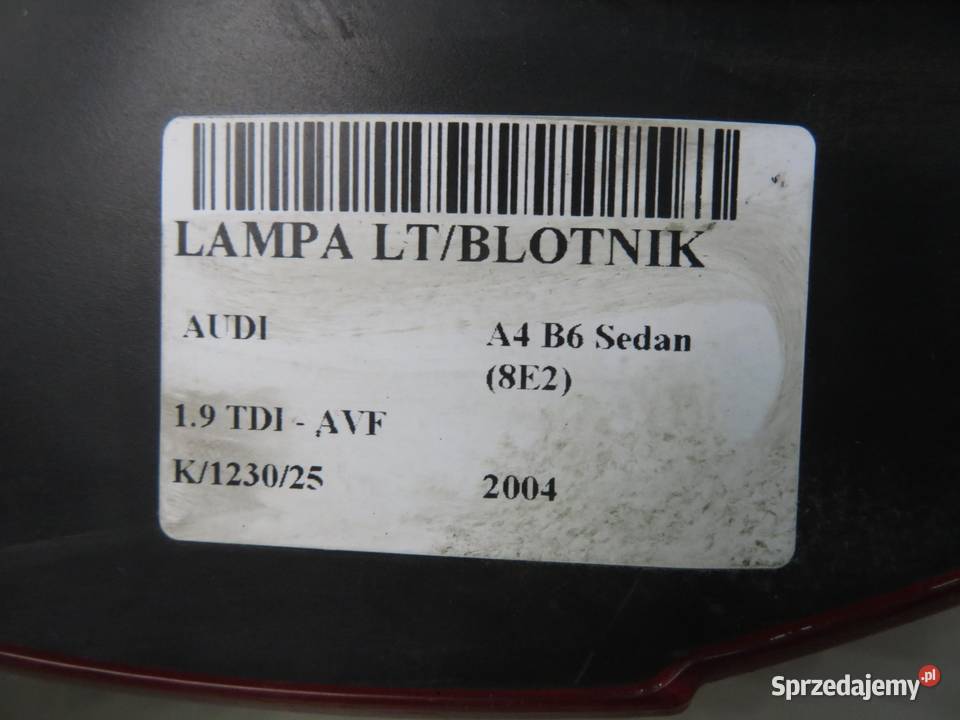 LAMPA LT/BLOTNIK
AUDI A4 B6 Sedan
(8E2)
1.9 TDI - AVF
K/1230/25 2004
Sprzedajemy.pl